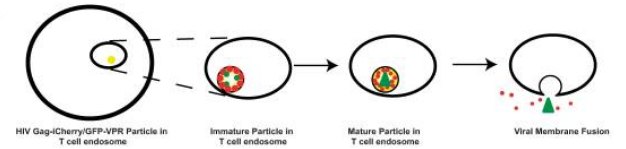 HIV Gag-iCherry/GFP-VPR Particle in
T cell endosome
Immature Particle in
T cell endosome
Mature Particle in
T cell endosome
Viral Membrane Fusion